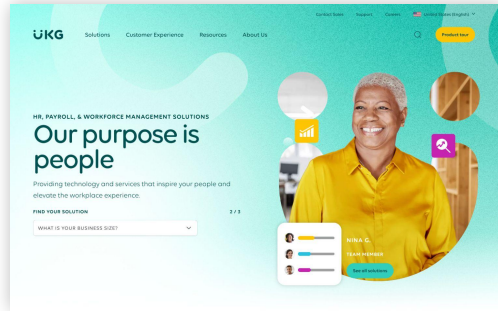 Contact Sales Support Careers United States (English)
UKG Solutions Customer Experience Resources About Us Product tour
HR, PAYROLL, & WORKFORCE MANAGEMENT SOLUTIONS
Our purpose is
people
Providing technology and services that inspire your people and
elevate the workplace experience.
FIND YOUR SOLUTION 2 / 3
WHAT IS YOUR BUSINESS SIZE?
NINA G.
TEAM MEMBER
See all solutions